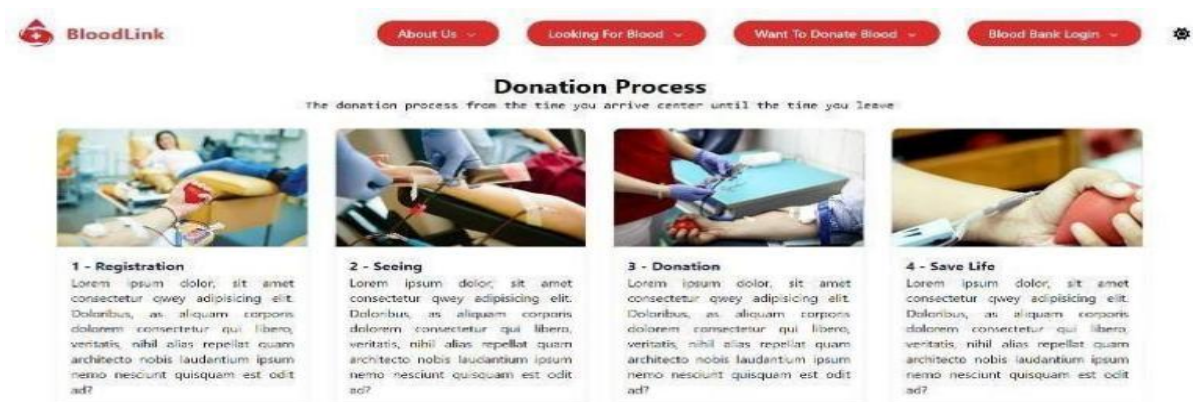 BloodLink
About Us
Looking For Blood
Want To Donate Blood
Blood Bank Login
Donation Process
The donation process from the time you arrive center until the time you leave
1 - Registration
Lorem ipsum dolor, sit amet
consectetur qwey adipisicing elit.
Doloribus, as aliquam corporis
dolorem consectetur qui libero,
veritatis, nihil alias repellat quam
architecto nobis laudantium ipsum
nemo nesciunt quisquam est odit
ad?
2 - Seeing
Lorem ipsum dolor, sit amet
consectetur qwey adipisicing elit.
Doloribus, as aliquam corporis
dolorem consectetur qui libero,
veritatis, nihil alias repellat quam
architecto nobis laudantium ipsum
nemo nesciunt quisquam est odit
ad?
3 - Donation
Lorem ipsum dolor, sit amet
consectetur qwey adipisicing elit.
Doloribus, as aliquam corporis
dolorem consectetur qui libero,
veritatis, nihil alias repellat quam
architecto nobis laudantium ipsum
nemo nesciunt quisquam est odit
ad?
4 - Save Life
Lorem ipsum dolor, sit amet
consectetur qwey adipisicing elit.
Doloribus, as aliquam corporis
dolorem consectetur qui libero,
veritatis, nihil alias repellat quam
architecto nobis laudantium ipsum
nemo nesciunt quisquam est odit
ad?